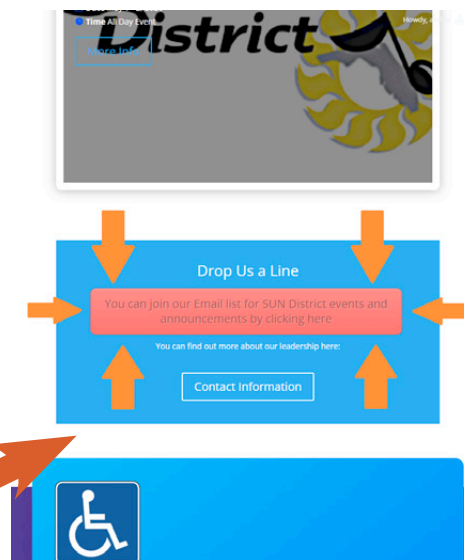 Time All Day Event
Howdy,
District
More Info
Drop Us a Line
You can join our Email list for SUN District events and
announcements by clicking here
You can find out more about our leadership here:
Contact Information